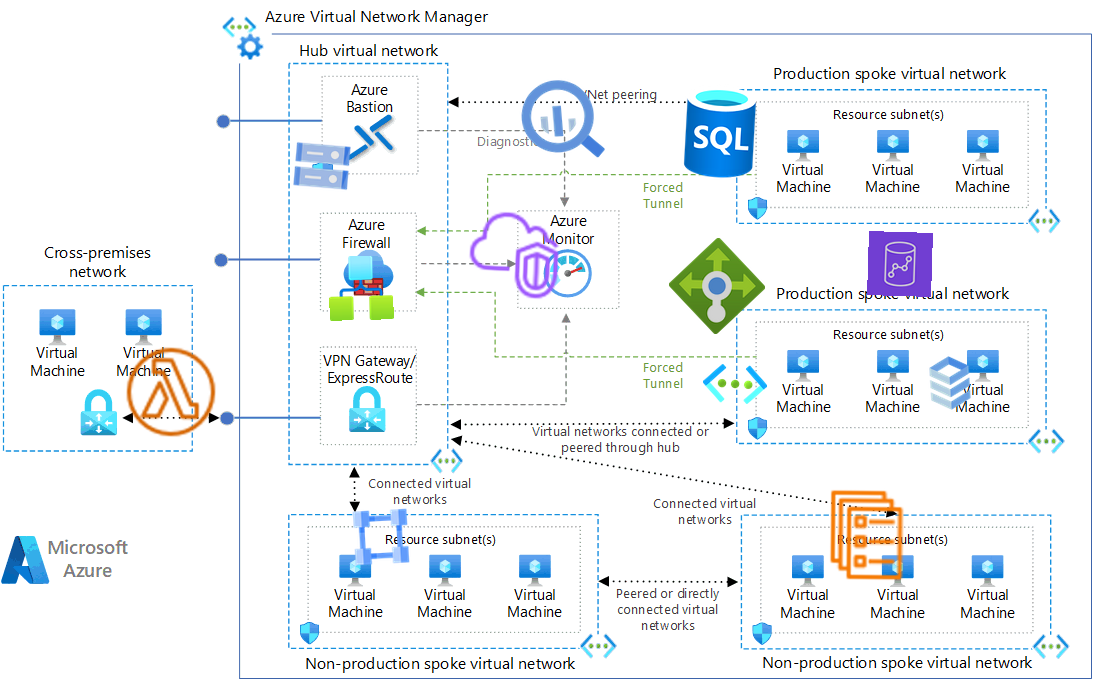 Azure Virtual Network Manager
Hub virtual network
Azure
Bastion
Net peering
Production spoke virtual network
Resource subnet(s)
SQL
Virtual
Machine
Virtual
Machine
Virtual
Machine
Forced
Tunnel
Azure
Firewall
Azure
Monitor
Cross-premises
network
Virtual
Machine
Virtual
Machine
Production spoke virtual network
Resource subnet(s)
Virtual
Machine
Virtual
Machine
Virtual
Machine
VPN Gateway/
ExpressRoute
Forced
Tunnel
Virtual networks connected or
peered through hub
Connected virtual
networks
Connected virtual
networks
Microsoft
Azure
Resource subnet(s)
Virtual
Machine
Virtual
Machine
Virtual
Machine
Non-production spoke virtual network
Peered or directly
connected virtual
networks
Resource subnet(s)
Virtual
Machine
Virtual
Machine
Virtual
Machine
Non-production spoke virtual network